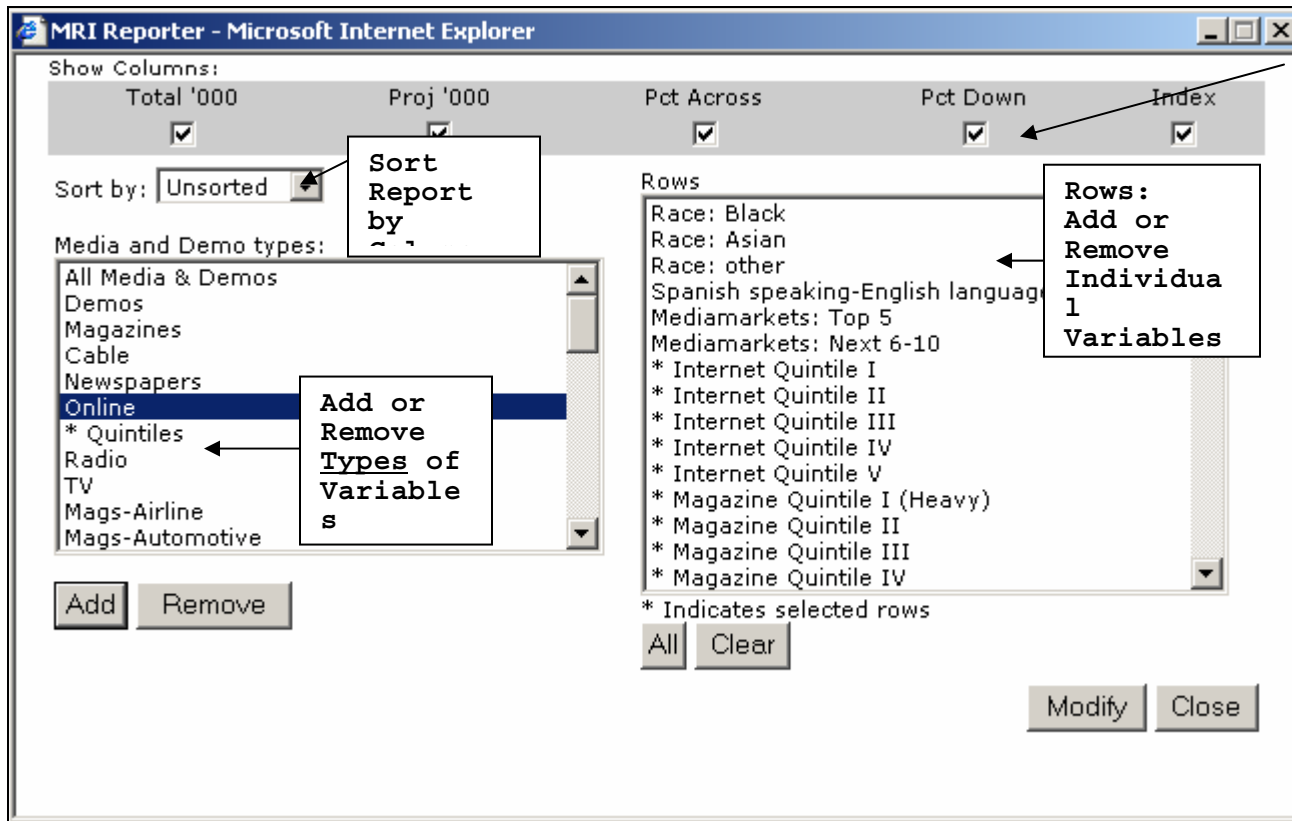 MRI Reporter - Microsoft Internet Explorer
Show Columns:
Total '000 Proj '000 Pct Across Pct Down Index
Sort by: Unsorted
Sort
Report
by
Media and Demo types:
All Media & Demos
Demos
Magazines
Cable
Newspapers
Online
* Quintiles
Radio
TV
Mags-Airline
Mags-Automotive
Add or
Remove
Types of
Variable
s
Add Remove
Rows
Race: Black
Race: Asian
Race: other
Spanish speaking-English language
Mediamarkets: Top 5
Mediamarkets: Next 6-10
* Internet Quintile I
* Internet Quintile II
* Internet Quintile III
* Internet Quintile IV
* Internet Quintile V
* Magazine Quintile I (Heavy)
* Magazine Quintile II
* Magazine Quintile III
* Magazine Quintile IV
Rows:
Add or
Remove
Individua
l
Variables
* Indicates selected rows
All Clear
Modify Close